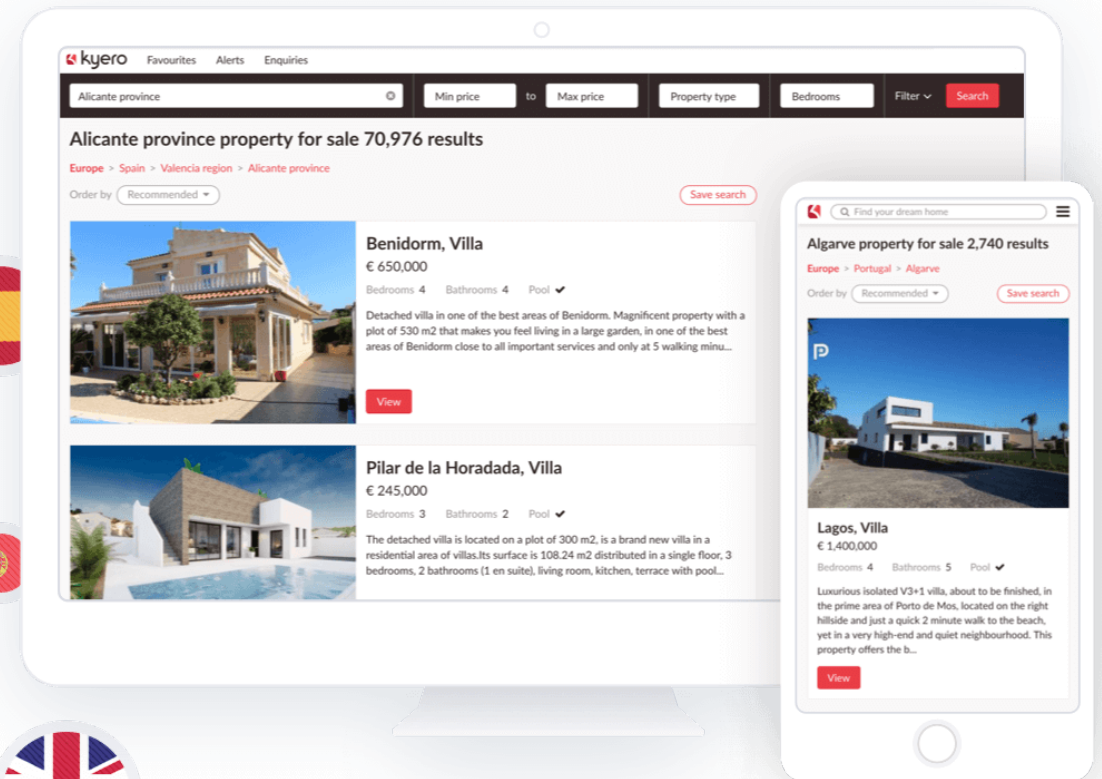 kyero Favourites Alerts Enquiries
Alicante province Min price to Max price Property type Bedrooms Filter Search
Alicante province property for sale 70,976 results
Europe > Spain > Valencia region > Alicante province
Order by Recommended Save search
Benidorm, Villa
€ 650,000
Bedrooms 4 Bathrooms 4 Pool ✔
Detached villa in one of the best areas of Benidorm. Magnificent property with a
plot of 530 m2 that makes you feel living in a large garden, in one of the best
areas of Benidorm close to all important services and only at 5 walking minu...
View
Pilar de la Horadada, Villa
€ 245,000
Bedrooms 3 Bathrooms 2 Pool ✔
The detached villa is located on a plot of 300 m2, is a brand new villa in a
residential area of villas.Its surface is 108.24 m2 distributed in a single floor, 3
bedrooms, 2 bathrooms (1 en suite), living room, kitchen, terrace with pool...
Find your dream home
Algarve property for sale 2,740 results
Europe > Portugal > Algarve
Order by Recommended Save search
P
Lagos, Villa
€ 1,400,000
Bedrooms 4 Bathrooms 5 Pool ✔
Luxurious isolated V3+1 villa, about to be finished, in
the prime area of Porto de Mos, located on the right
hillside and just a quick 2 minute walk to the beach,
yet in a very high-end and quiet neighbourhood. This
property offers the b...
View